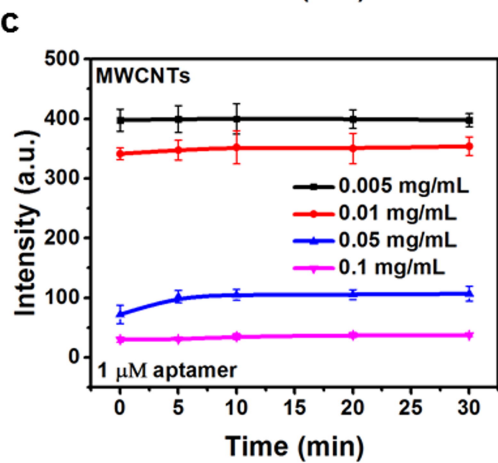 C
500
MWCNTs
400
300
200
100
0
0.005 mg/mL
0.01 mg/mL
0.05 mg/mL
0.1 mg/mL
1 μM aptamer
Intensity (a.u.)
0 5 10 15 20 25 30
Time (min)